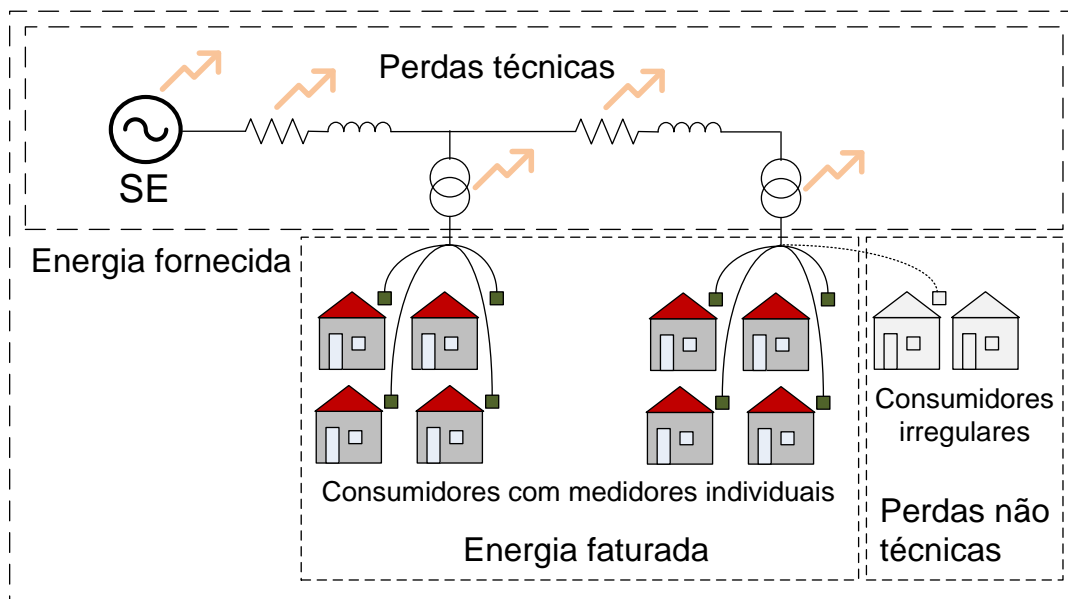 Perdas técnicas
SE
Energia fornecida
Consumidores com medidores individuais
Energia faturada
Consumidores
irregulares
Perdas não
técnicas